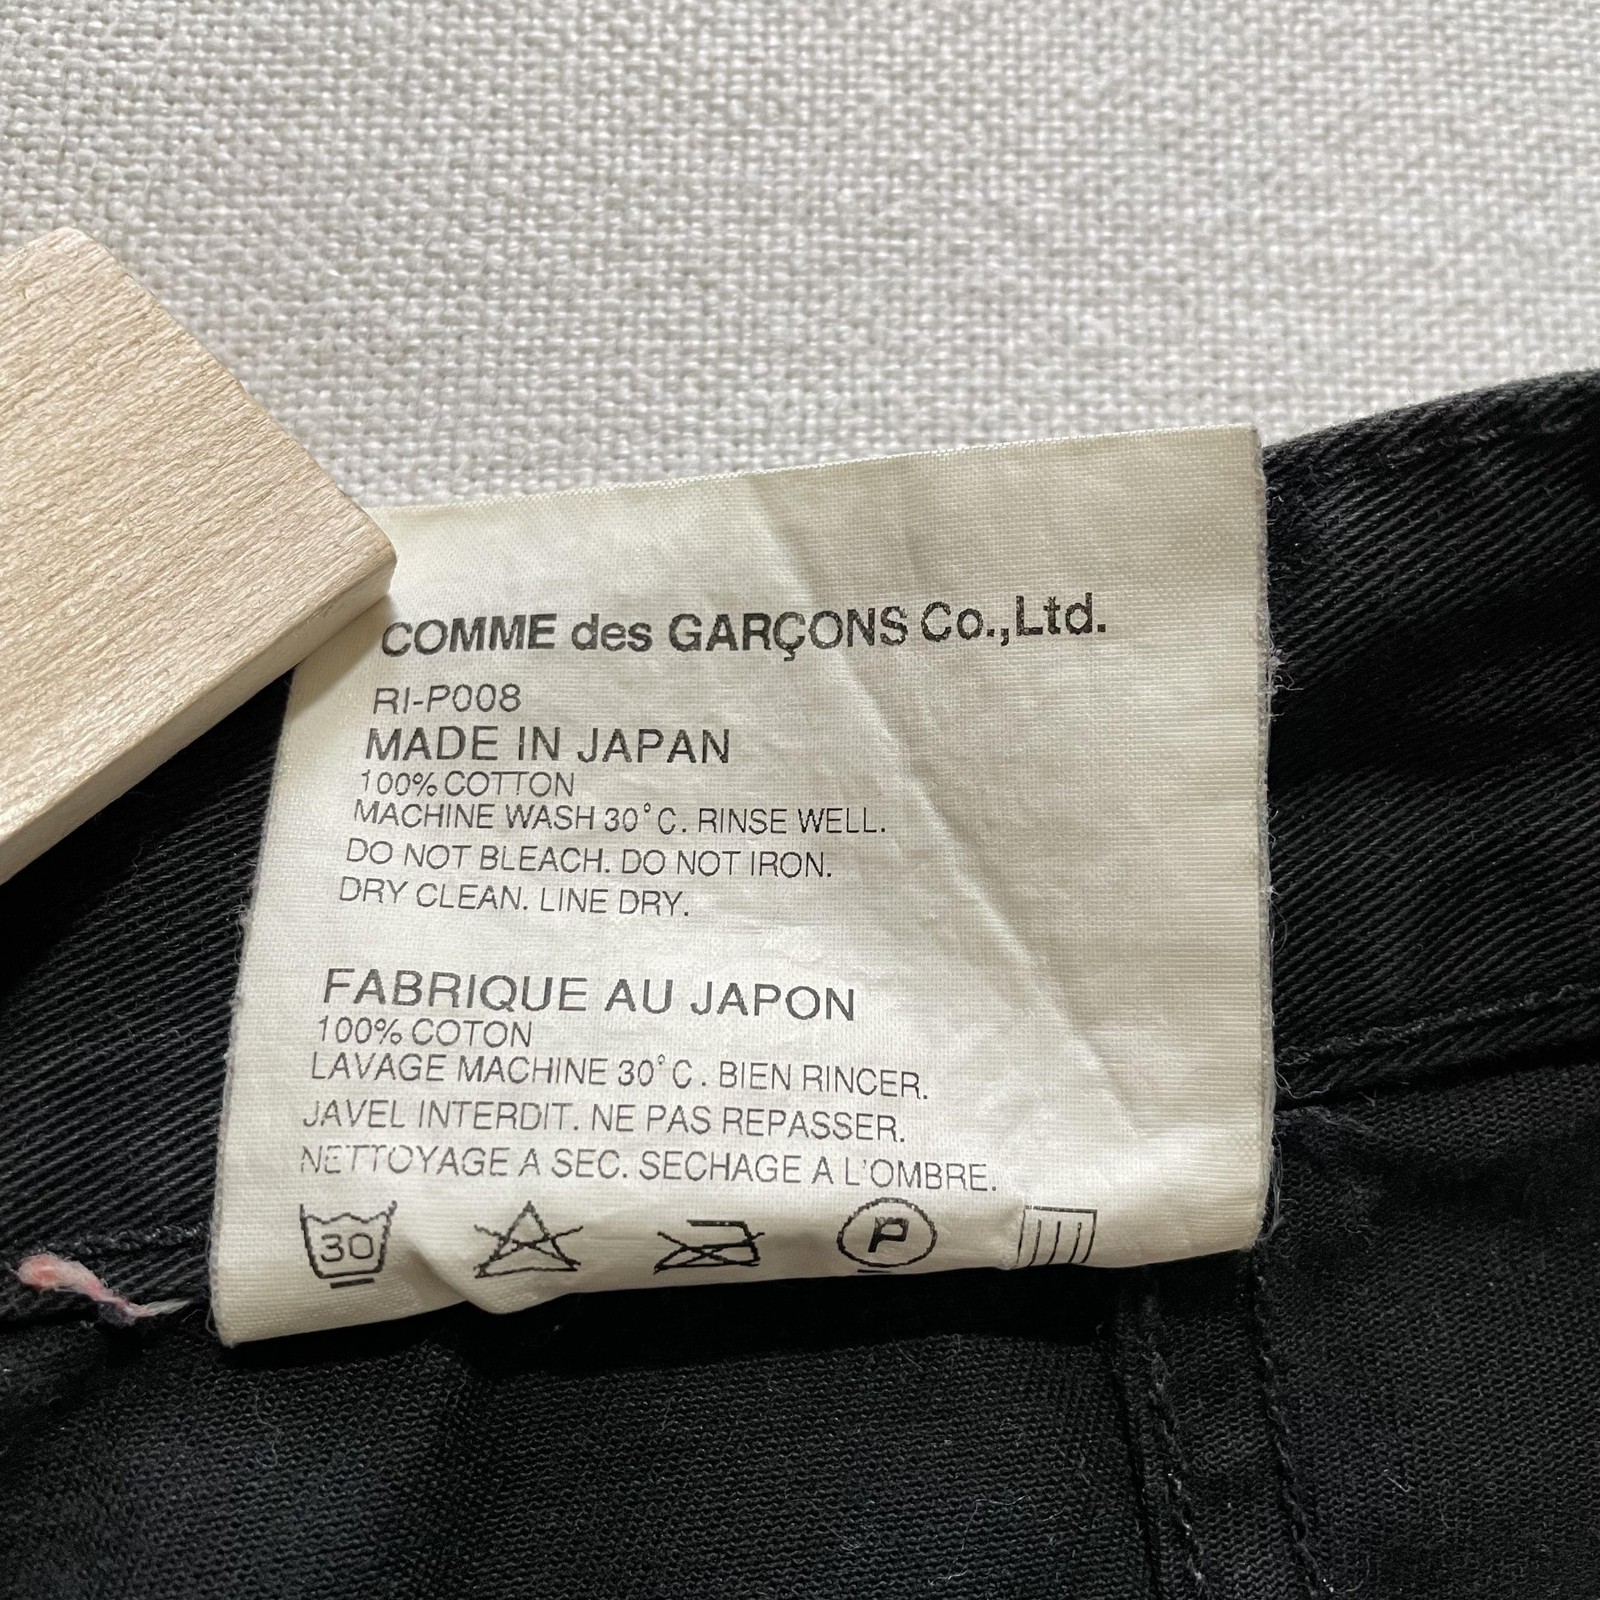 COMME des GARÇONS Co.,Ltd.
RI-P008
MADE IN JAPAN
100% COTTON
MACHINE WASH 30°C. RINSE WELL.
DO NOT BLEACH. DO NOT IRON.
DRY CLEAN. LINE DRY.
FABRIQUE AU JAPON
100% COTON
LAVAGE MACHINE 30°C. BIEN RINCER.
JAVEL INTERDIT. NE PAS REPASSER.
NETTOYAGE A SEC. SECHAGE A L'OMBRE.
30 P